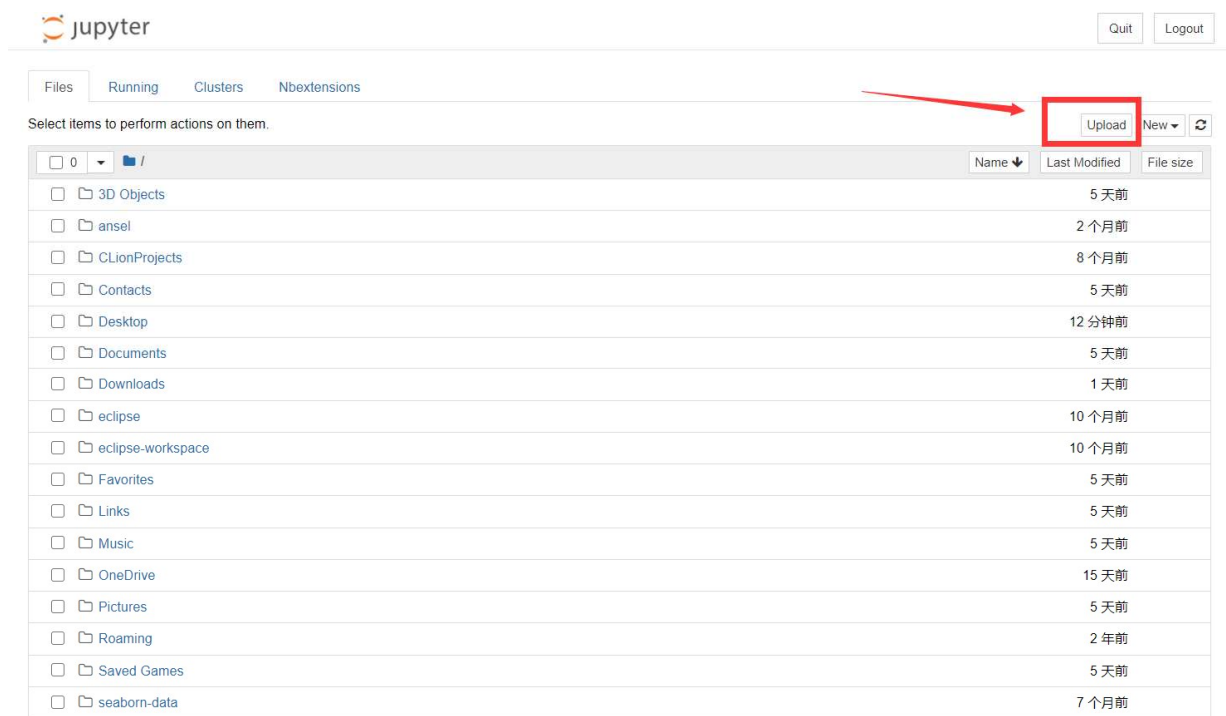 jupyter
Quit Logout
Files Running Clusters Nbextensions
Select items to perform actions on them.
Upload New
0 / Name Last Modified File size
3D Objects 5 天前
ansel 2 个月前
CLionProjects 8 个月前
Contacts 5 天前
Desktop 12 分钟前
Documents 5 天前
Downloads 1 天前
eclipse 10 个月前
eclipse-workspace 10 个月前
Favorites 5 天前
Links 5 天前
Music 5 天前
OneDrive 15 天前
Pictures 5 天前
Roaming 2 年前
Saved Games 5 天前
seaborn-data 7 个月前